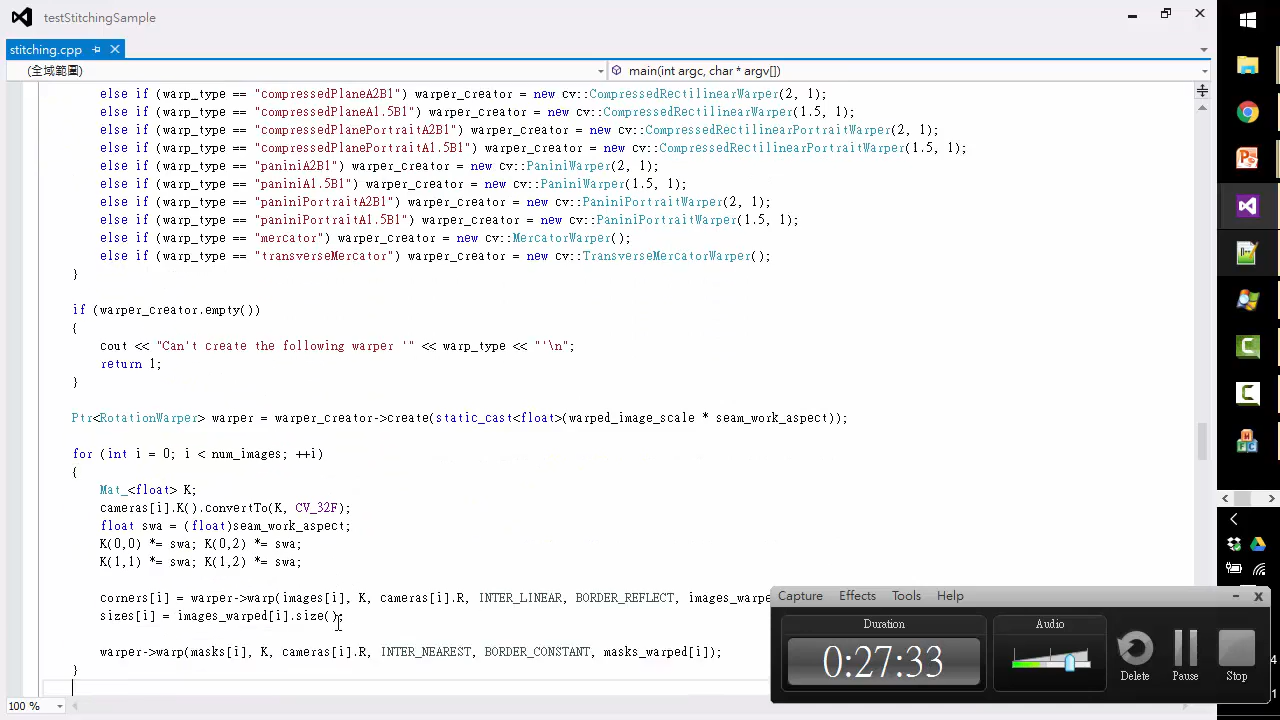 testStitchingSample
stitching.cpp
(全域範圍)
main(int argc, char * argv[])
else if (warp_type == "compressedPlaneA2B1") warper_creator = new cv::CompressedRectilinearWarper(2, 1);
else if (warp_type == "compressedPlaneA1.5B1") warper_creator = new cv::CompressedRectilinearWarper(1.5, 1);
else if (warp_type == "compressedPlanePortraitA2B1") warper_creator = new cv::CompressedRectilinearPortraitWarper(2, 1);
else if (warp_type == "compressedPlanePortraitA1.5B1") warper_creator = new cv::CompressedRectilinearPortraitWarper(1.5, 1);
else if (warp_type == "paniniA2B1") warper_creator = new cv::PaniniWarper(2, 1);
else if (warp_type == "paniniA1.5B1") warper_creator = new cv::PaniniWarper(1.5, 1);
else if (warp_type == "paniniPortraitA2B1") warper_creator = new cv::PaniniPortraitWarper(2, 1);
else if (warp_type == "paniniPortraitA1.5B1") warper_creator = new cv::PaniniPortraitWarper(1.5, 1);
else if (warp_type == "mercator") warper_creator = new cv::MercatorWarper();
else if (warp_type == "transverseMercator") warper_creator = new cv::TransverseMercatorWarper();
}
if (warper_creator.empty())
{
cout << "Can't create the following warper '" << warp_type << "'\n";
return 1;
}
Ptr<RotationWarper> warper = warper_creator->create(static_cast<float>(warped_image_scale * seam_work_aspect));
for (int i = 0; i < num_images; ++i)
{
Mat_<float> K;
cameras[i].K().convertTo(K, CV_32F);
float swa = (float)seam_work_aspect;
K(0,0) *= swa; K(0,2) *= swa;
K(1,1) *= swa; K(1,2) *= swa;
corners[i] = warper->warp(images[i], K, cameras[i].R, INTER_LINEAR, BORDER_REFLECT, images_warpe
sizes[i] = images_warped[i].size();
warper->warp(masks[i], K, cameras[i].R, INTER_NEAREST, BORDER_CONSTANT, masks_warped[i]);
}
100 %
Capture Effects Tools Help
Duration
Audio
0:27:33
Delete Pause Stop